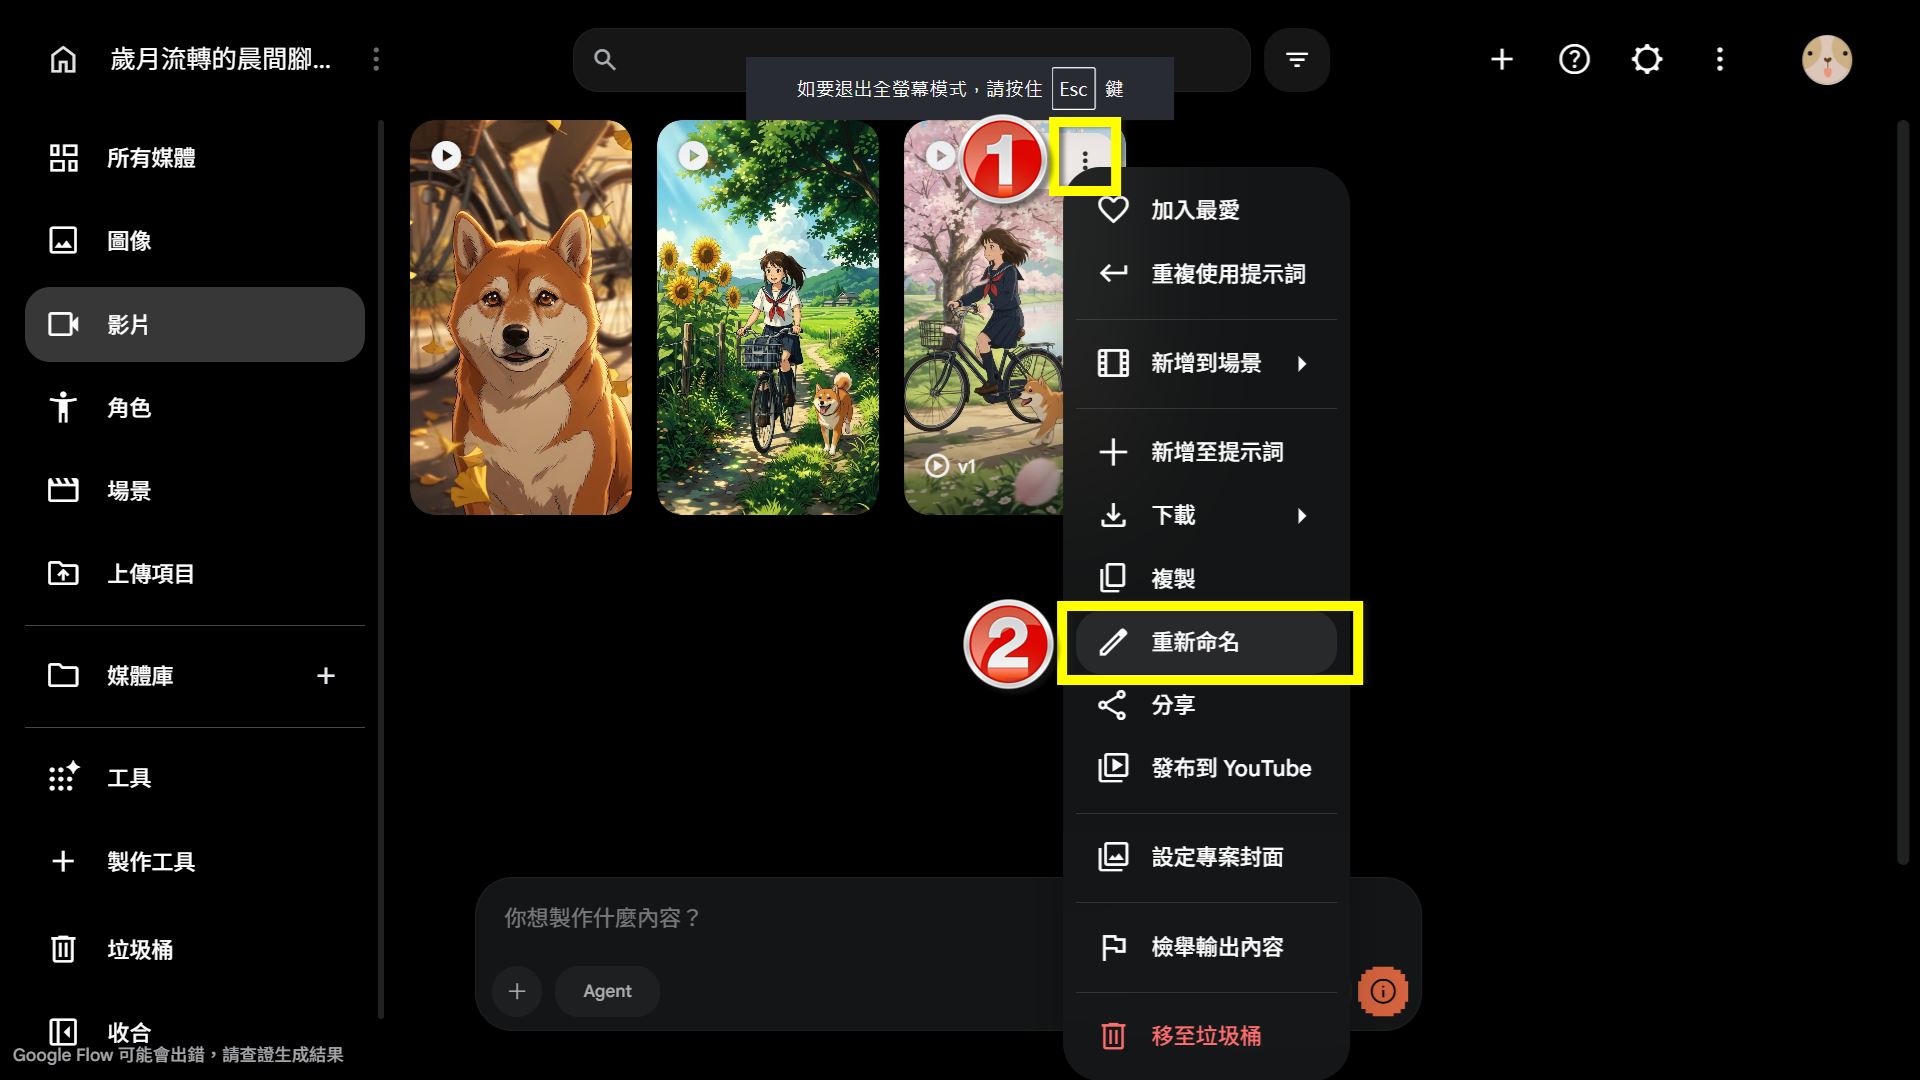 歲月流轉的晨間腳...
如要退出全螢幕模式，請按住 Esc 鍵
所有媒體
圖像
影片
角色
場景
上傳項目
媒體庫
工具
製作工具
垃圾桶
收合
Google Flow 可能會出錯，請查證生成結果
1
v1
加入最愛
重複使用提示詞
新增到場景
新增至提示詞
下載
複製
2
重新命名
分享
發布到 YouTube
設定專案封面
檢舉輸出內容
移至垃圾桶
你想製作什麼內容？
Agent